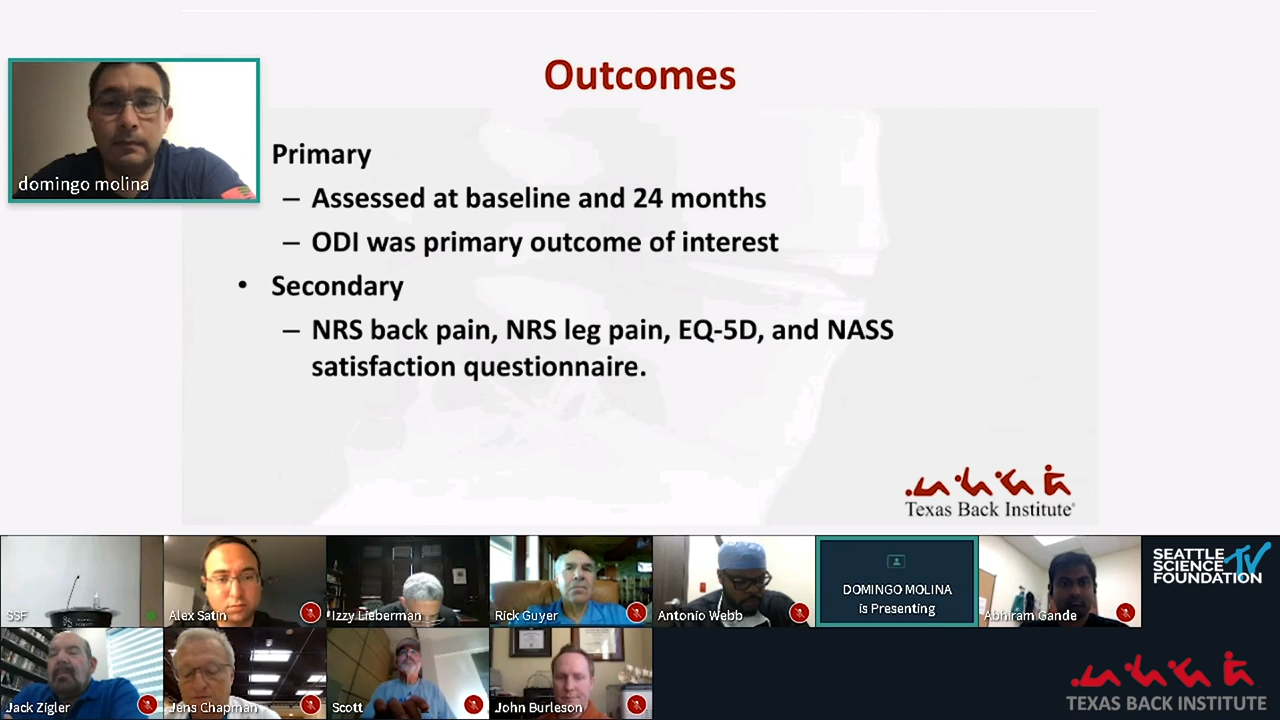 Outcomes
domingo molina
Primary
– Assessed at baseline and 24 months
– ODI was primary outcome of interest
• Secondary
– NRS back pain, NRS leg pain, EQ-5D, and NASS
satisfaction questionnaire.
Texas Back Institute
SSF
Alex Satin
Izzy Lieberman
Rick Guyer
Antonio Webb
DOMINGO MOLINA
is Presenting
Abhiram Gande
SEATTLE
SCIENCE
FOUNDATION
TV
Jack Zigler
Jens Chapman
Scott
John Burleson
TEXAS BACK INSTITUTE